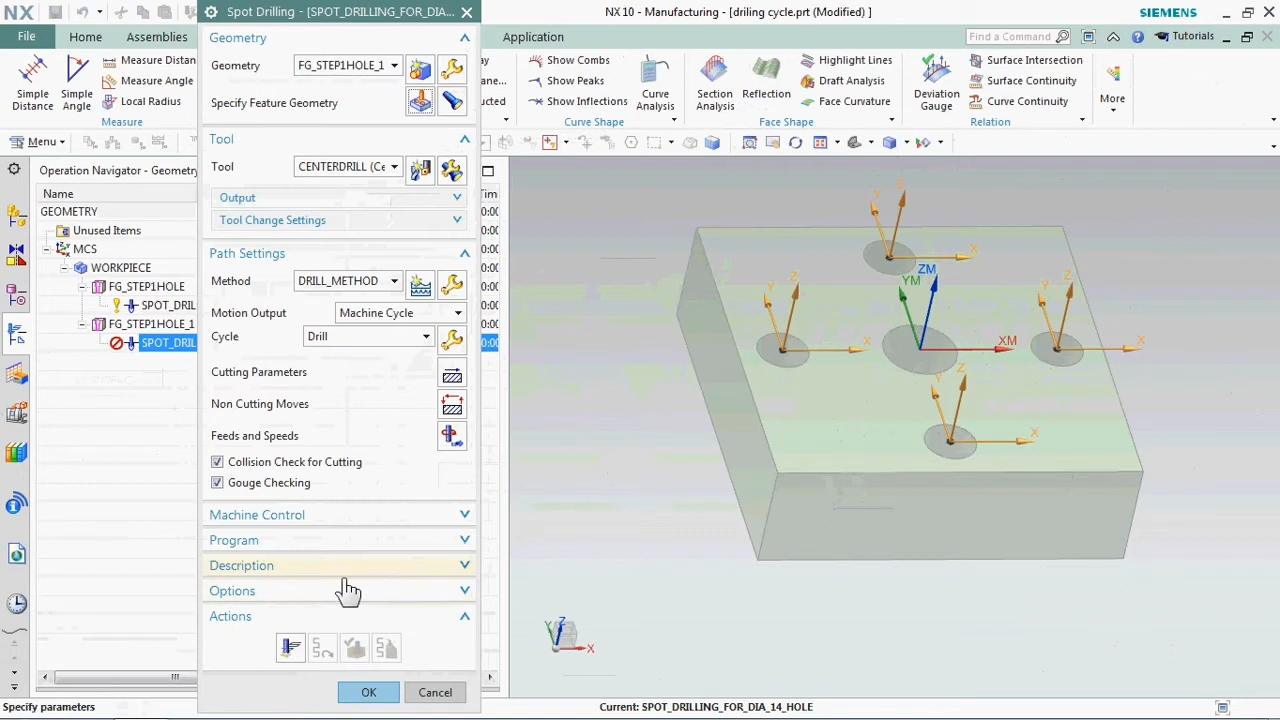 NX
Spot Drilling - [SPOT_DRILLING_FOR_DIA...
NX 10 - Manufacturing - [driling cycle.prt (Modified) ]
SIEMENS
File
Home
Assemblies
Application
Find a Command
Tutorials
Simple Distance
Simple Angle
Measure Distan
Measure Angle
Local Radius
Measure
Show Combs
Show Peaks
Show Inflections
Curve Analysis
Curve Shape
Section Analysis
Reflection
Highlight Lines
Draft Analysis
Face Curvature
Face Shape
Deviation Gauge
Surface Intersection
Surface Continuity
Curve Continuity
Relation
More
Menu
Operation Navigator - Geometry
Name
GEOMETRY
Unused Items
MCS
WORKPIECE
FG_STEP1HOLE
SPOT_DRIL
FG_STEP1HOLE_1
SPOT_DRIL
Geometry
Geometry
FG_STEP1HOLE_1
Specify Feature Geometry
Tool
Tool
CENTERDRILL (Ce
Output
Tool Change Settings
Path Settings
Method
DRILL_METHOD
Motion Output
Machine Cycle
Cycle
Drill
Cutting Parameters
Non Cutting Moves
Feeds and Speeds
Collision Check for Cutting
Gouge Checking
Machine Control
Program
Description
Options
Actions
OK
Cancel
Y
Z
X
ZM
YM
XM
Y
Z
X
Y
Z
X
Y
Z
X
Z
Y
X
Specify parameters
Current: SPOT_DRILLING_FOR_DIA_14_HOLE